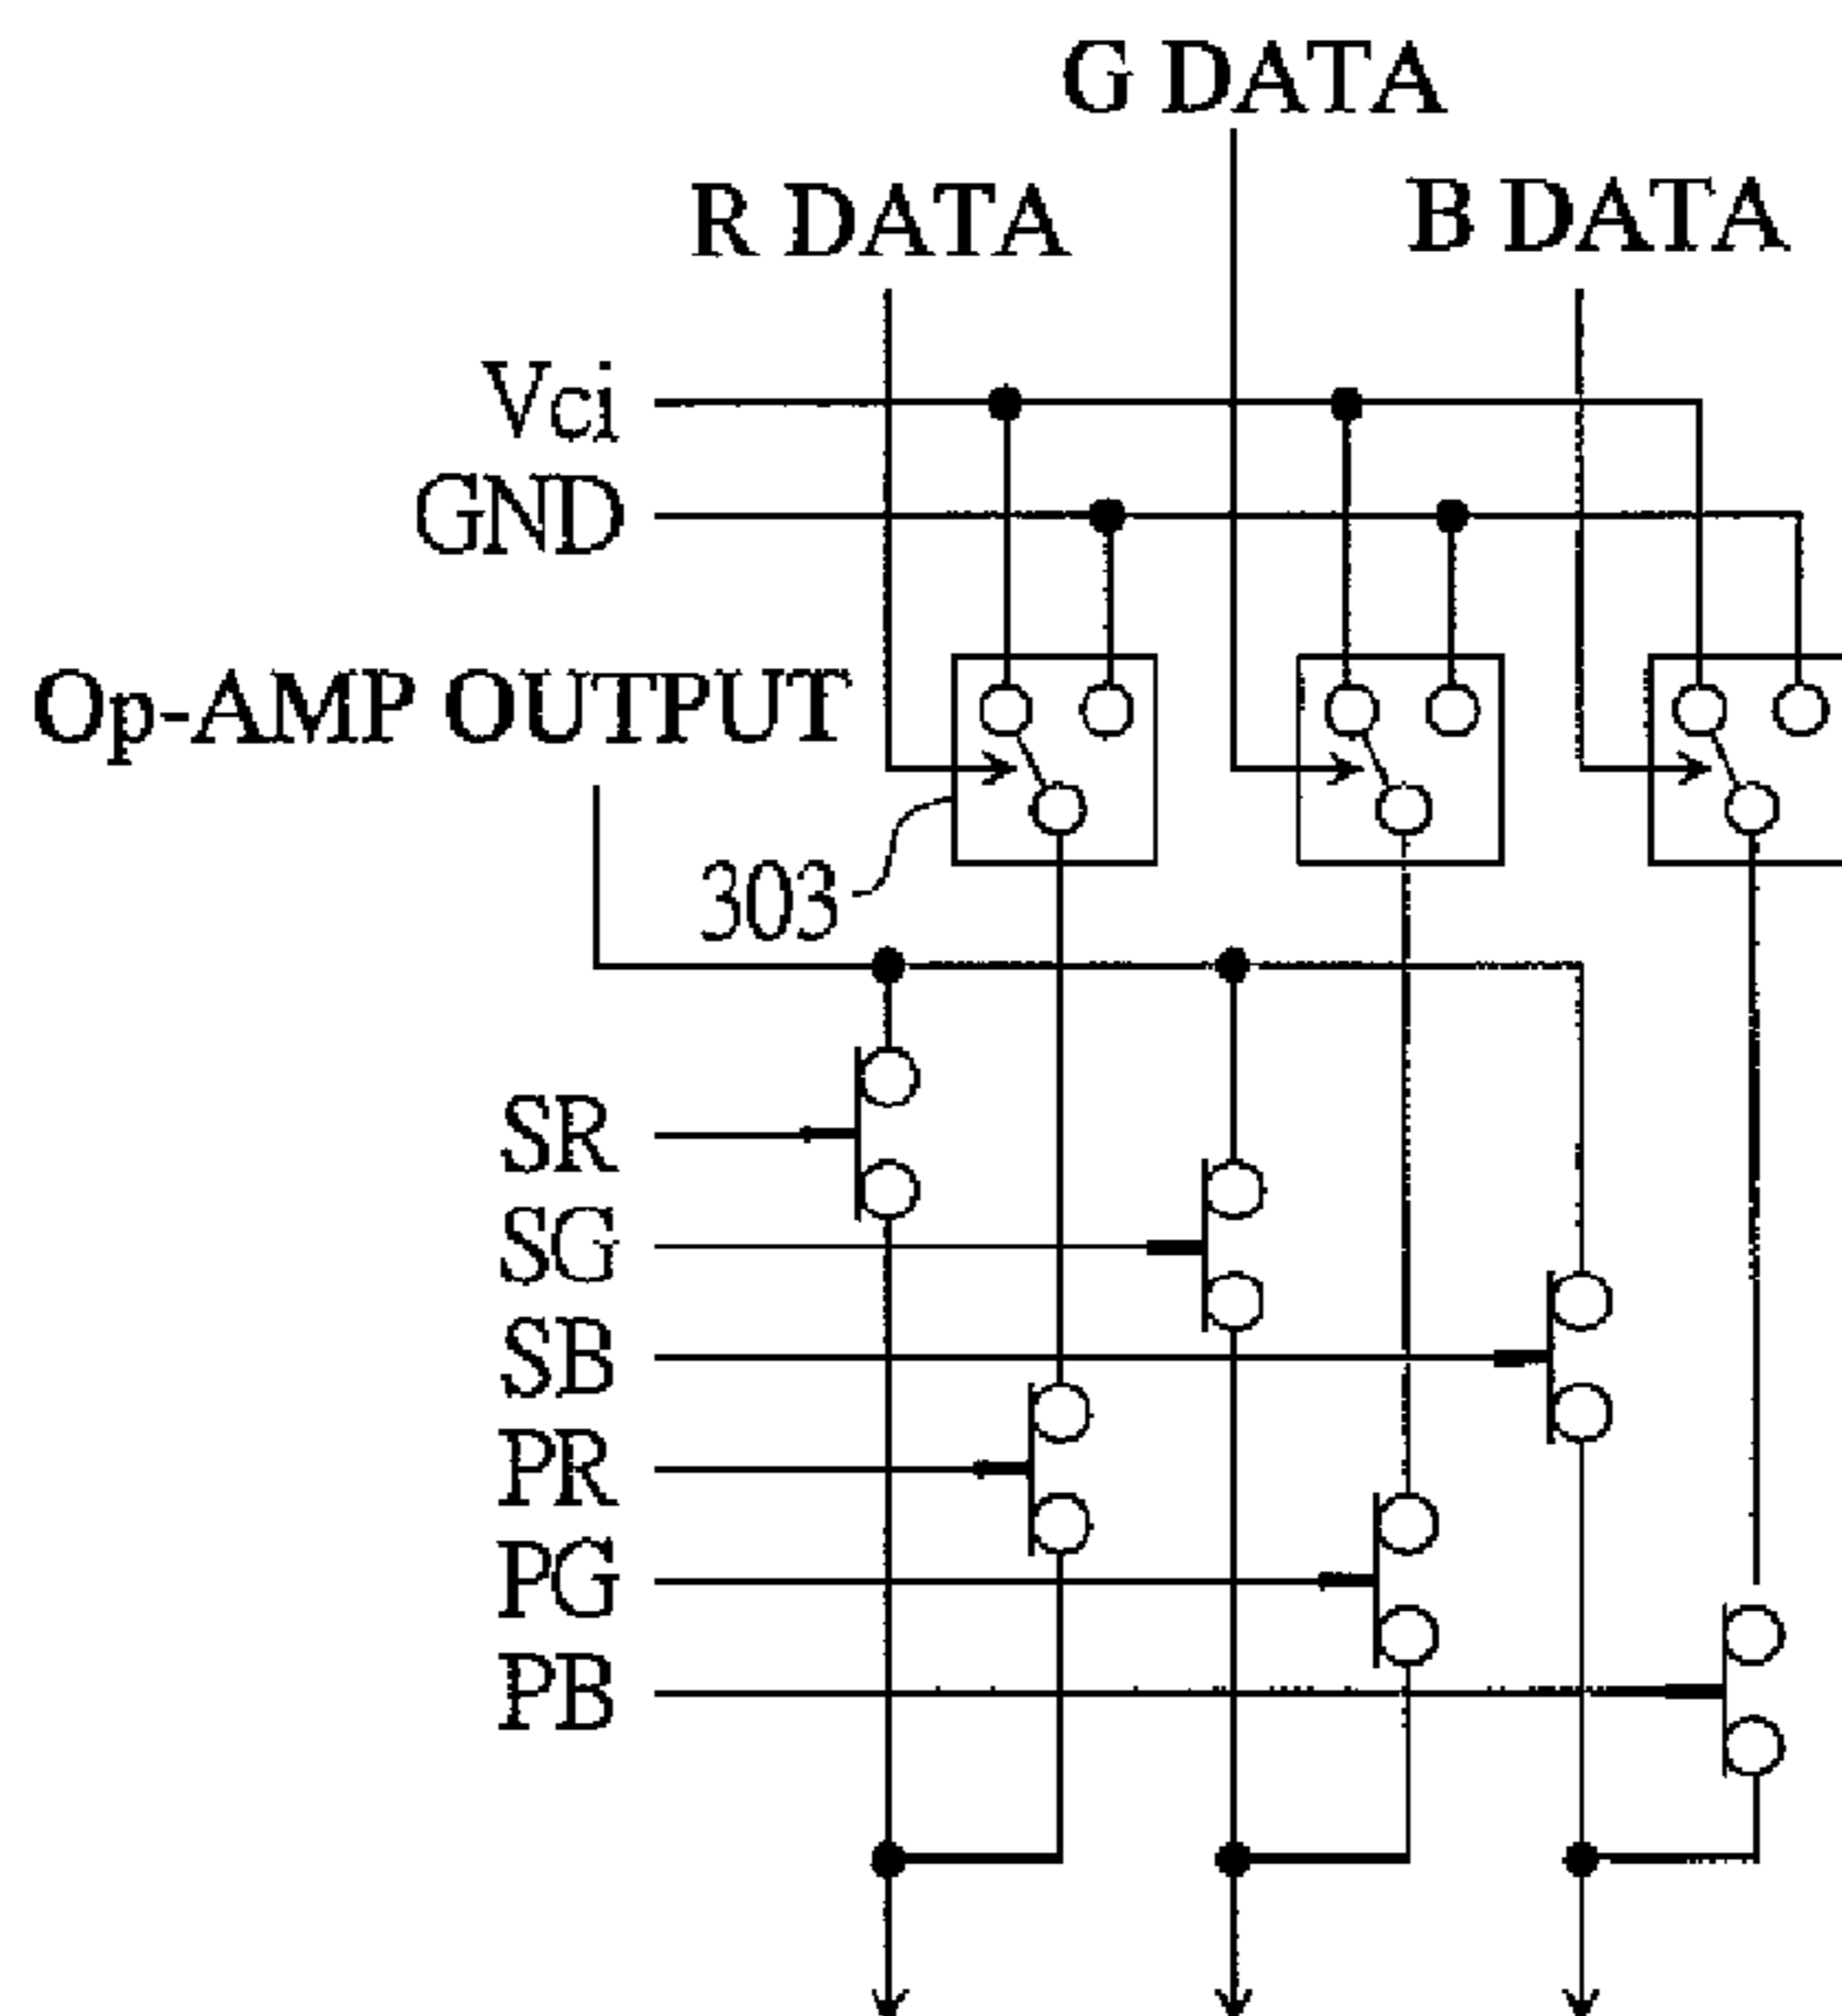 G DATA
R DATA
B DATA
Vci
GND
Op-AMP OUTPUT
303
SR
SG
SB
PR
PG
PB